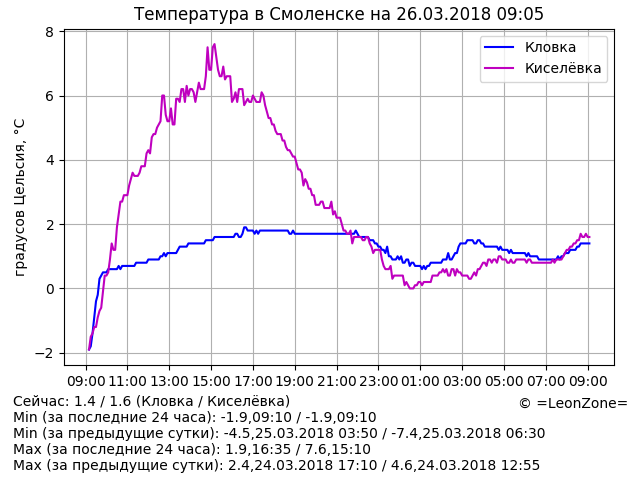 Температура в Смоленске на 26.03.2018 09:05
Кловка
Киселёвка
градусов Цельсия, °C
8
6
4
2
0
−2
09:00 11:00 13:00 15:00 17:00 19:00 21:00 23:00 01:00 03:00 05:00 07:00 09:00
Сейчас: 1.4 / 1.6 (Кловка / Киселёвка)
© =LeonZone=
Min (за последние 24 часа): -1.9,09:10 / -1.9,09:10
Min (за предыдущие сутки): -4.5,25.03.2018 03:50 / -7.4,25.03.2018 06:30
Max (за последние 24 часа): 1.9,16:35 / 7.6,15:10
Max (за предыдущие сутки): 2.4,24.03.2018 17:10 / 4.6,24.03.2018 12:55